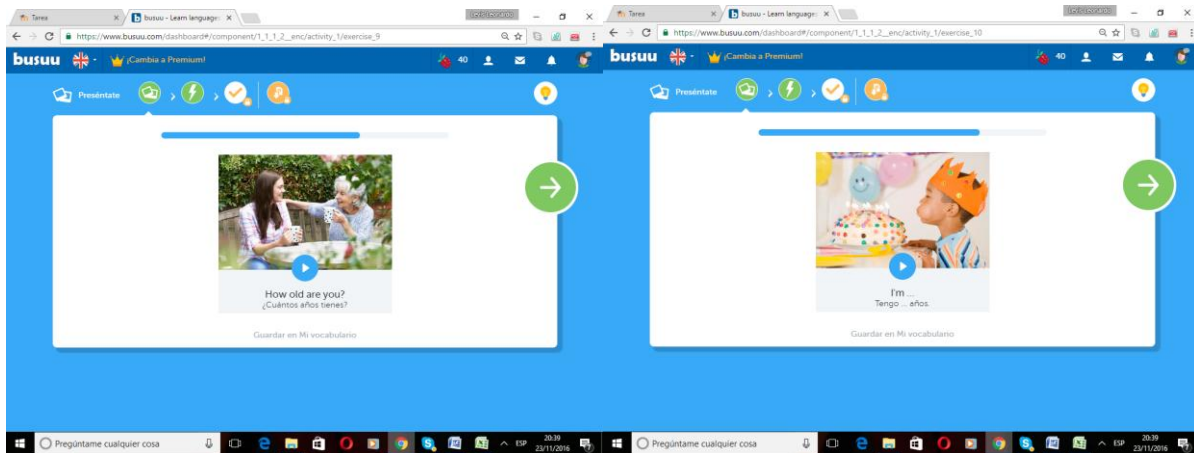 Tarea
busuu - Learn language
https://www.busuu.com/dashboard#/component/1_1_1_2__enc/activity_1/exercise_9
busuu
¡Cambia a Premium!
40
Preséntate
How old are you?
¿Cuántos años tienes?
Guardar en Mi vocabulario
Pregúntame cualquier cosa
ESP
20:39
23/11/2016
Tarea
busuu - Learn language
https://www.busuu.com/dashboard#/component/1_1_1_2__enc/activity_1/exercise_10
busuu
¡Cambia a Premium!
40
Preséntate
I'm ...
Tengo ... años.
Guardar en Mi vocabulario
Pregúntame cualquier cosa
ESP
20:39
23/11/2016